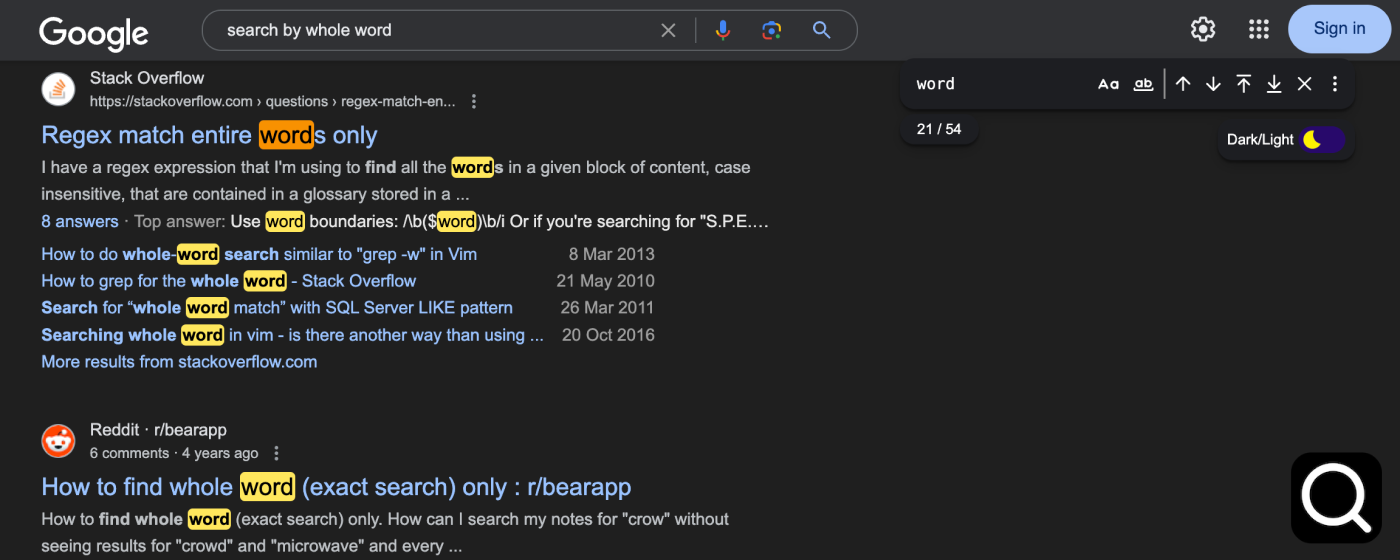 Google
search by whole word
Sign in
word
Aa ab
21 / 54
Dark/Light
Stack Overflow
https://stackoverflow.com › questions › regex-match-en...
Regex match entire words only
I have a regex expression that I'm using to find all the words in a given block of content, case
insensitive, that are contained in a glossary stored in a ...
8 answers · Top answer: Use word boundaries: /\b($word)\b/i Or if you're searching for "S.P.E....
How to do whole-word search similar to "grep -w" in Vim 8 Mar 2013
How to grep for the whole word - Stack Overflow 21 May 2010
Search for “whole word match” with SQL Server LIKE pattern 26 Mar 2011
Searching whole word in vim - is there another way than using ... 20 Oct 2016
More results from stackoverflow.com
Reddit · r/bearapp
6 comments · 4 years ago
How to find whole word (exact search) only : r/bearapp
How to find whole word (exact search) only. How can I search my notes for "crow" without
seeing results for "crowd" and "microwave" and every ...